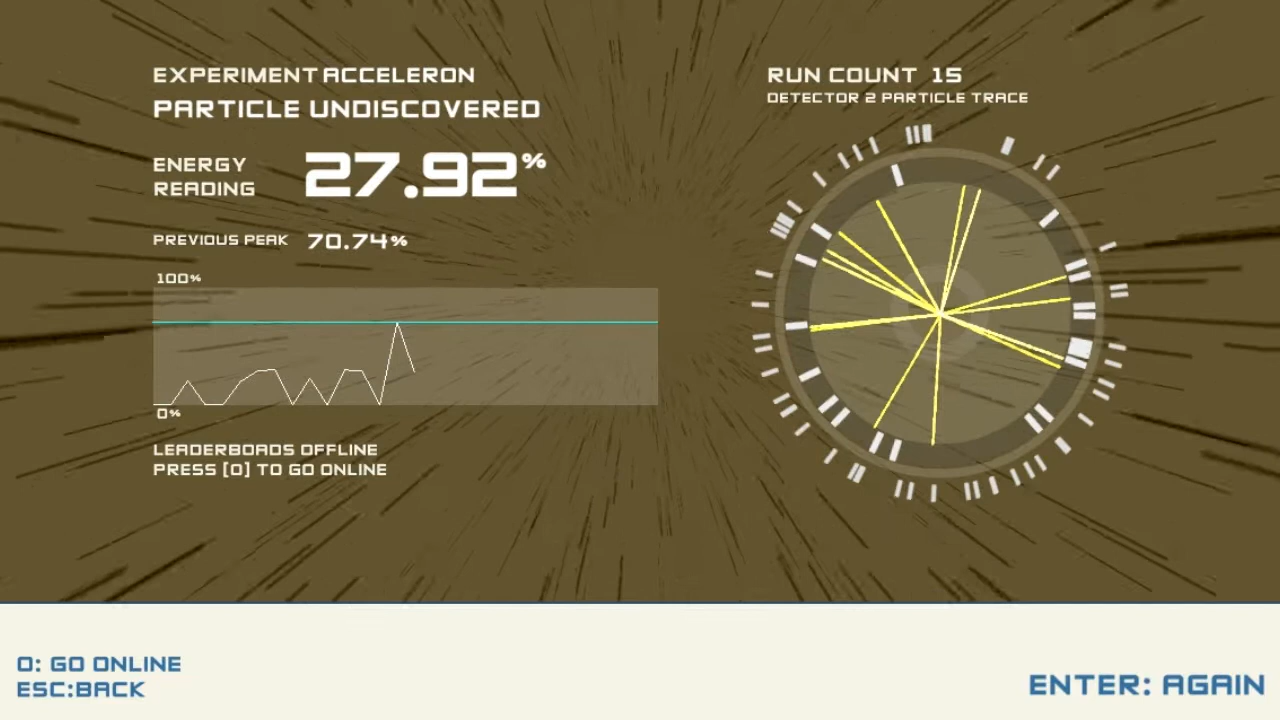 EXPERIMENT ACCELERON
PARTICLE UNDISCOVERED
ENERGY READING 27.92%
PREVIOUS PEAK 70.74%
100%
0%
LEADERBOADS OFFLINE
PRESS [O] TO GO ONLINE
RUN COUNT 15
DETECTOR 2 PARTICLE TRACE
O: GO ONLINE
ESC:BACK
ENTER: AGAIN